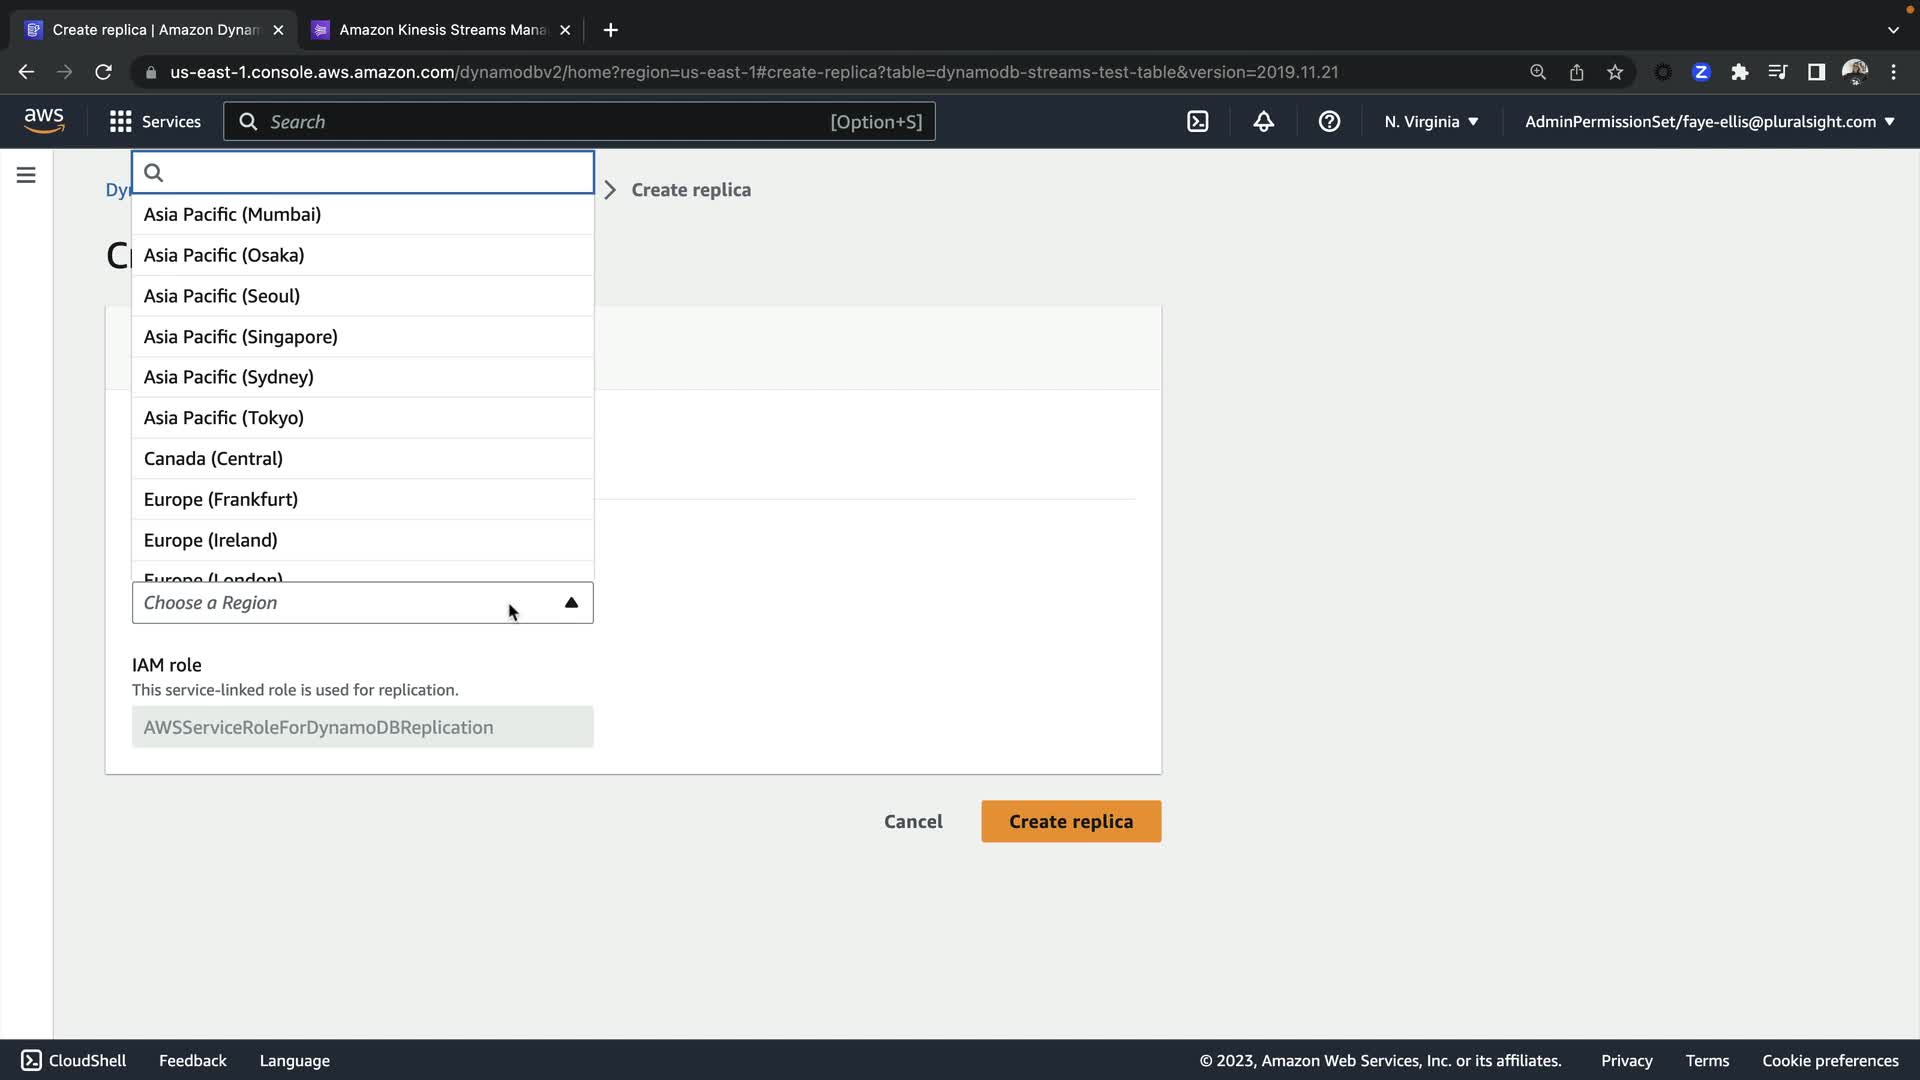 Create replica | Amazon Dynam
Amazon Kinesis Streams Mana
us-east-1.console.aws.amazon.com/dynamodbv2/home?region=us-east-1#create-replica?table=dynamodb-streams-test-table&version=2019.11.21
aws
Services
Search
[Option+S]
N. Virginia
AdminPermissionSet/faye-ellis@pluralsight.com
Dyn
Create replica
Asia Pacific (Mumbai)
Asia Pacific (Osaka)
Asia Pacific (Seoul)
Asia Pacific (Singapore)
Asia Pacific (Sydney)
Asia Pacific (Tokyo)
Canada (Central)
Europe (Frankfurt)
Europe (Ireland)
Europe (London)
Choose a Region
IAM role
This service-linked role is used for replication.
AWSServiceRoleForDynamoDBReplication
Cancel
Create replica
CloudShell
Feedback
Language
© 2023, Amazon Web Services, Inc. or its affiliates.
Privacy
Terms
Cookie preferences